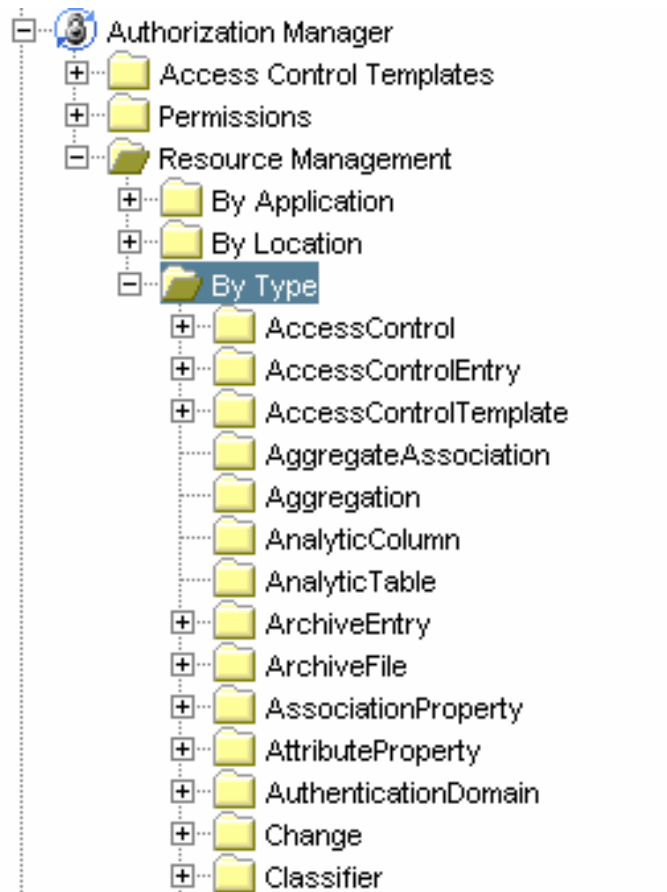 Authorization Manager
Access Control Templates
Permissions
Resource Management
By Application
By Location
By Type
AccessControl
AccessControlEntry
AccessControlTemplate
AggregateAssociation
Aggregation
AnalyticColumn
AnalyticTable
ArchiveEntry
ArchiveFile
AssociationProperty
AttributeProperty
AuthenticationDomain
Change
Classifier